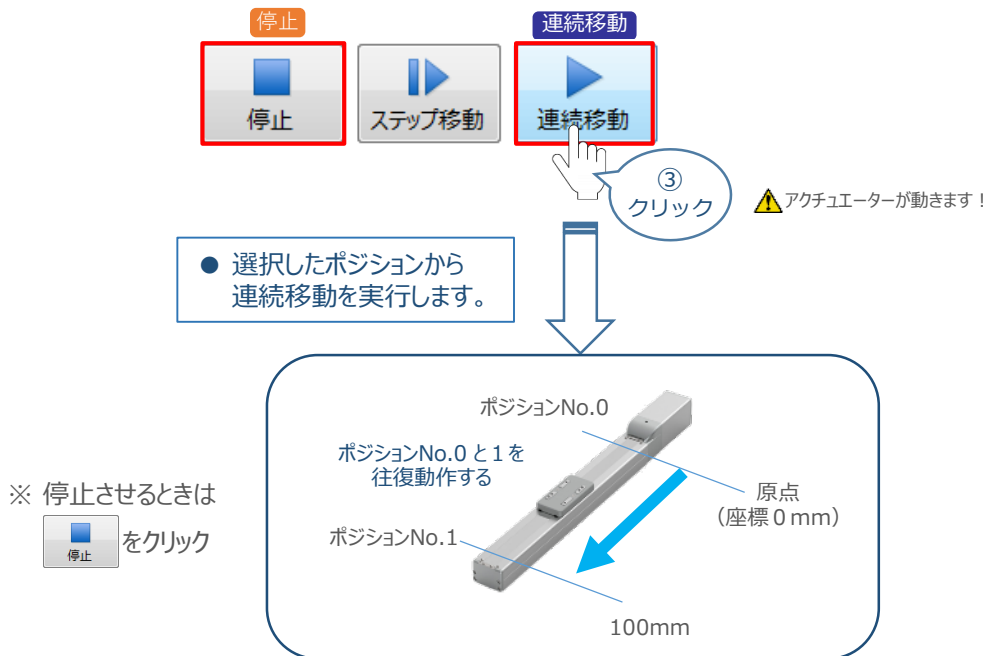 停止
連続移動
停止
ステップ移動
連続移動
③
クリック
アクチュエーターが動きます!
● 選択したポジションから
連続移動を実行します。
ポジションNo.0
ポジションNo.0 と1を
往復動作する
原点
(座標0mm)
ポジションNo.1
100mm
※ 停止させるときは
停止
をクリック